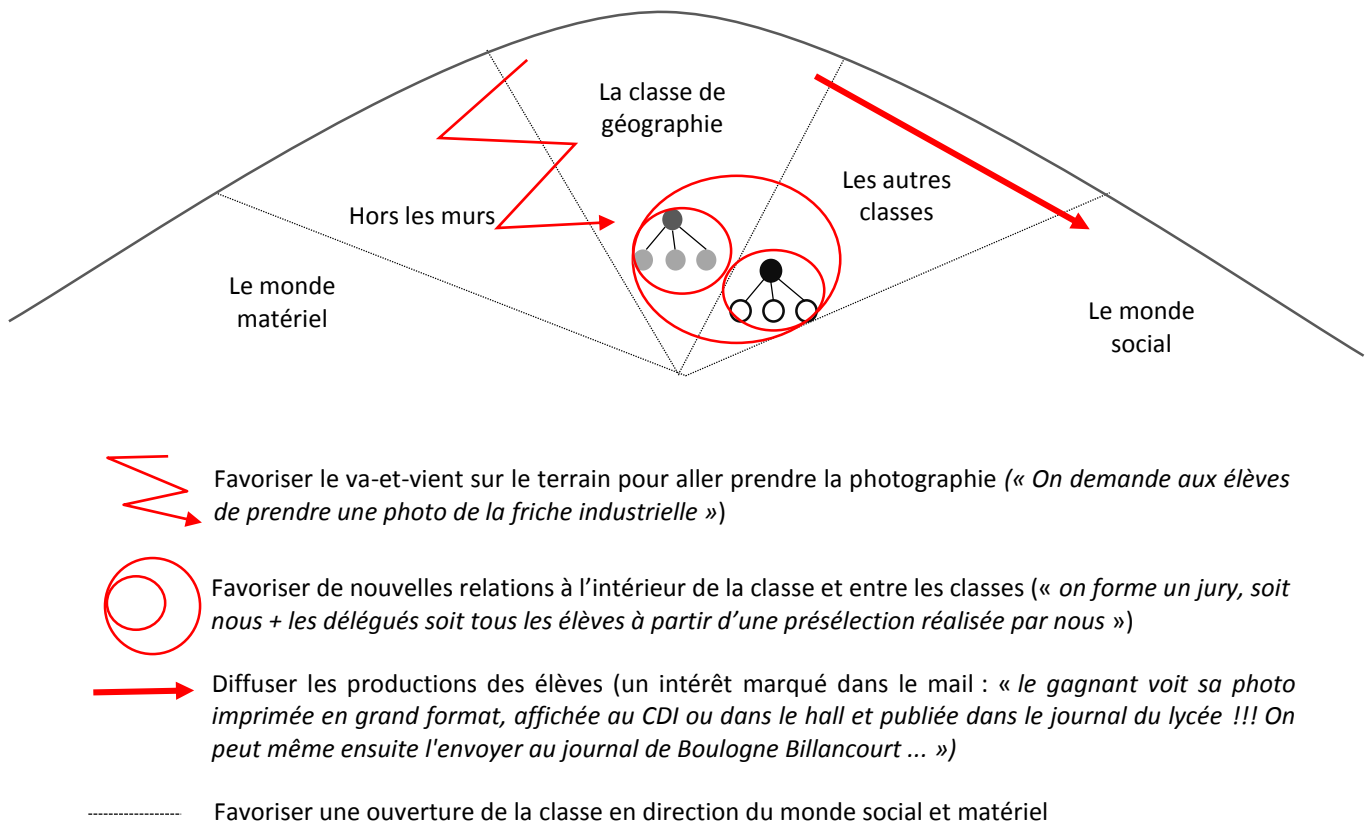 La classe de
géographie
Les autres
classes
Hors les murs
Le monde
matériel
Le monde
social
Favoriser le va-et-vient sur le terrain pour aller prendre la photographie (« On demande aux élèves
de prendre une photo de la friche industrielle »)
Favoriser de nouvelles relations à l’intérieur de la classe et entre les classes (« on forme un jury, soit
nous + les délégués soit tous les élèves à partir d’une présélection réalisée par nous »)
Diffuser les productions des élèves (un intérêt marqué dans le mail : « le gagnant voit sa photo
imprimée en grand format, affichée au CDI ou dans le hall et publiée dans le journal du lycée !!! On
peut même ensuite l'envoyer au journal de Boulogne Billancourt ... »)
Favoriser une ouverture de la classe en direction du monde social et matériel